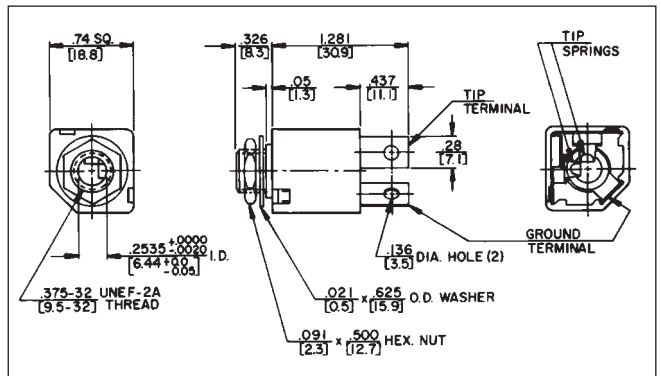 .74 SQ.
[18.8]
.326
[8.3]
1.281
[30.9]
.05
[1.3]
.437
[11.1]
TIP
TERMINAL
.28
[7.1]
TIP
SPRINGS
GROUND
TERMINAL
.136
[3.5] DIA. HOLE (2)
.2535 +.0000 -.0020 I.D.
[6.44 +0.0 -0.05]
.375-32 UNEF-2A
[9.5-32] THREAD
.021 x .625 O.D. WASHER
[0.5] [15.9]
.091 x .500 HEX. NUT
[2.3] [12.7]